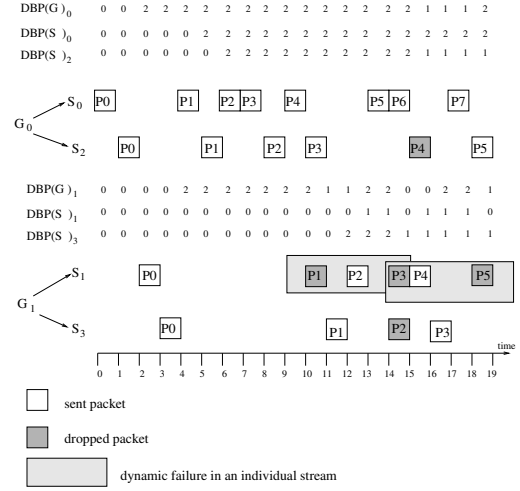 DBP(G )0 0 0 2 2 2 2 2 2 2 2 2 2 2 2 2 2 1 1 1 2
DBP(S )0 0 0 0 0 0 0 2 2 2 2 2 2 2 2 2 2 2 2 2 2
DBP(S )2 0 0 0 0 0 0 2 2 2 2 2 2 2 2 2 2 1 1 1 1
S0 P0 P1 P2 P3 P4 P5 P6 P7
G0
S2 P0 P1 P2 P3 P4 P5
DBP(G )1 0 0 0 0 2 2 2 2 2 2 2 1 1 2 2 0 0 2 2 1
DBP(S )1 0 0 0 0 0 0 0 0 0 0 0 0 0 1 1 0 1 1 1 0
DBP(S )3 0 0 0 0 0 0 0 0 0 0 0 0 2 2 2 1 1 1 1 1
S1 P0 P1 P2 P3 P4 P5
G1
S3 P0 P1 P2 P3
time
0 1 2 3 4 5 6 7 8 9 10 11 12 13 14 15 16 17 18 19
sent packet
dropped packet
dynamic failure in an individual stream